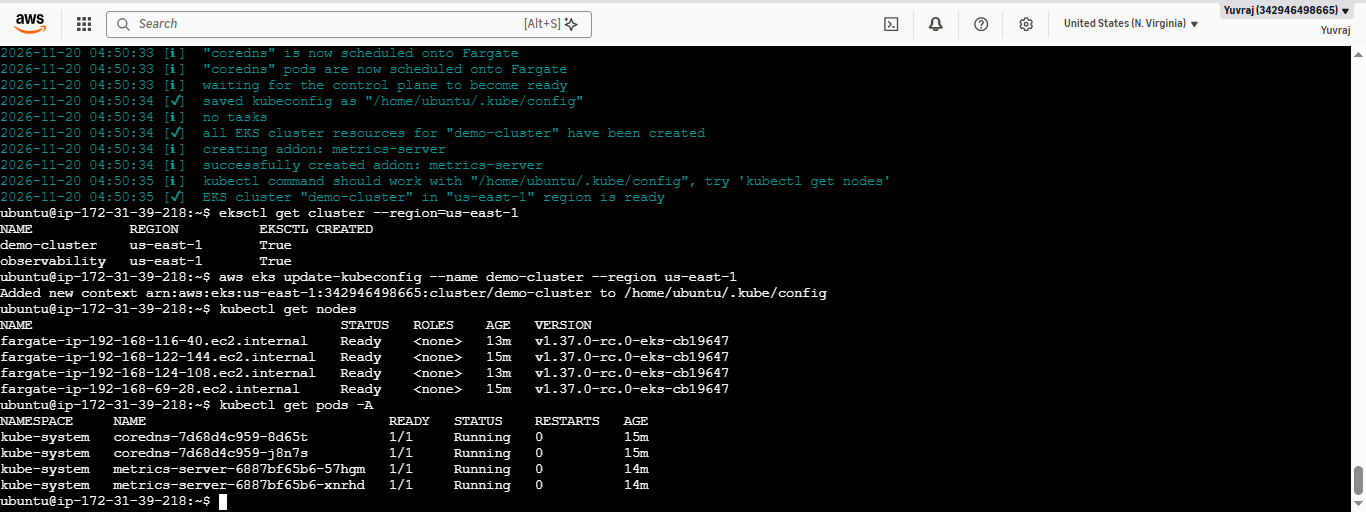 aws
Search
[Alt+S]
United States (N. Virginia)
Yuvraj (342946498665)
Yuvraj
2026-11-20 04:50:33 [ℹ]  "coredns" is now scheduled onto Fargate
2026-11-20 04:50:33 [ℹ]  "coredns" pods are now scheduled onto Fargate
2026-11-20 04:50:33 [ℹ]  waiting for the control plane to become ready
2026-11-20 04:50:34 [✔]  saved kubeconfig as "/home/ubuntu/.kube/config"
2026-11-20 04:50:34 [ℹ]  no tasks
2026-11-20 04:50:34 [✔]  all EKS cluster resources for "demo-cluster" have been created
2026-11-20 04:50:34 [ℹ]  creating addon: metrics-server
2026-11-20 04:50:34 [ℹ]  successfully created addon: metrics-server
2026-11-20 04:50:35 [ℹ]  kubectl command should work with "/home/ubuntu/.kube/config", try 'kubectl get nodes'
2026-11-20 04:50:35 [✔]  EKS cluster "demo-cluster" in "us-east-1" region is ready
ubuntu@ip-172-31-39-218:~$ eksctl get cluster --region=us-east-1
NAME            REGION          EKSCTL CREATED
demo-cluster    us-east-1       True
observability   us-east-1       True
ubuntu@ip-172-31-39-218:~$ aws eks update-kubeconfig --name demo-cluster --region us-east-1
Added new context arn:aws:eks:us-east-1:342946498665:cluster/demo-cluster to /home/ubuntu/.kube/config
ubuntu@ip-172-31-39-218:~$ kubectl get nodes
NAME                                      STATUS   ROLES    AGE   VERSION
fargate-ip-192-168-116-40.ec2.internal    Ready    <none>   13m   v1.37.0-rc.0-eks-cb19647
fargate-ip-192-168-122-144.ec2.internal   Ready    <none>   15m   v1.37.0-rc.0-eks-cb19647
fargate-ip-192-168-124-108.ec2.internal   Ready    <none>   13m   v1.37.0-rc.0-eks-cb19647
fargate-ip-192-168-69-28.ec2.internal     Ready    <none>   15m   v1.37.0-rc.0-eks-cb19647
ubuntu@ip-172-31-39-218:~$ kubectl get pods -A
NAMESPACE     NAME                              READY   STATUS    RESTARTS   AGE
kube-system   coredns-7d68d4c959-8d65t          1/1     Running   0          15m
kube-system   coredns-7d68d4c959-j8n7s          1/1     Running   0          15m
kube-system   metrics-server-6887bf65b6-57hgm   1/1     Running   0          14m
kube-system   metrics-server-6887bf65b6-xnrhd   1/1     Running   0          14m
ubuntu@ip-172-31-39-218:~$